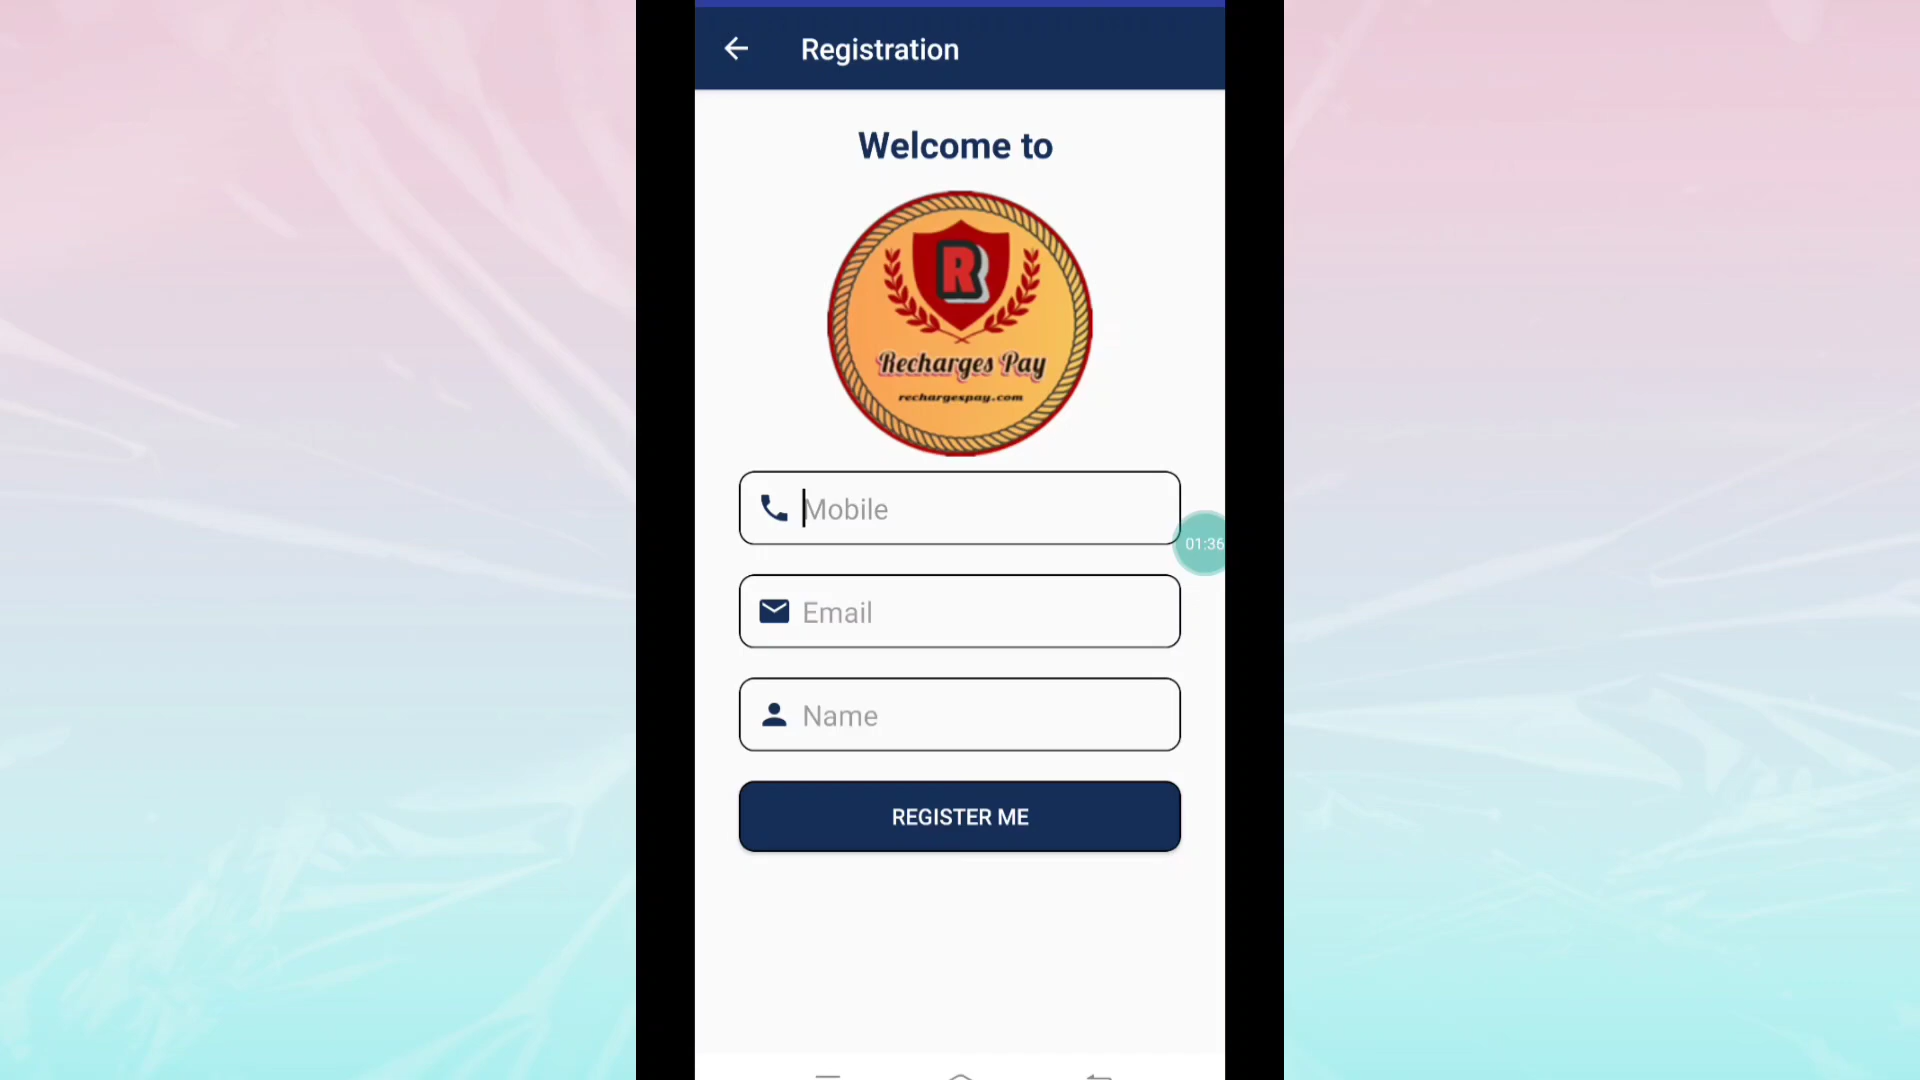 Registration
Welcome to
R
Recharges Pay
rechargespay.com
Mobile
01:36
Email
Name
REGISTER ME